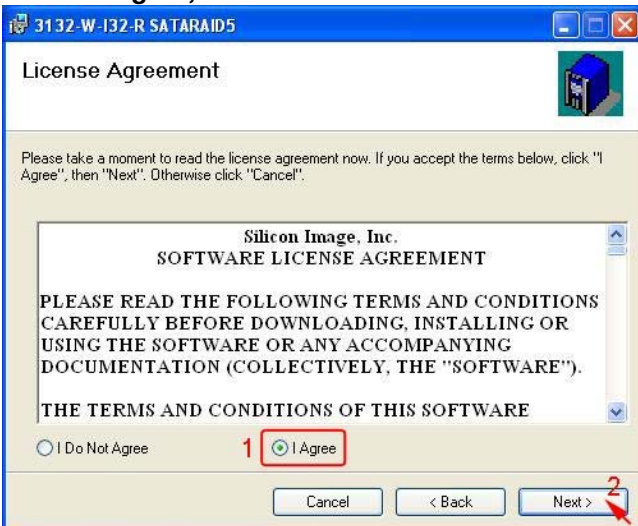 3132-W-I32-R SATARAID5
License Agreement
Please take a moment to read the license agreement now. If you accept the terms below, click "I
Agree", then "Next". Otherwise click "Cancel".
Silicon Image, Inc.
SOFTWARE LICENSE AGREEMENT
PLEASE READ THE FOLLOWING TERMS AND CONDITIONS
CAREFULLY BEFORE DOWNLOADING, INSTALLING OR
USING THE SOFTWARE OR ANY ACCOMPANYING
DOCUMENTATION (COLLECTIVELY, THE "SOFTWARE").
THE TERMS AND CONDITIONS OF THIS SOFTWARE
I Do Not Agree 1 I Agree
Cancel < Back Next > 2